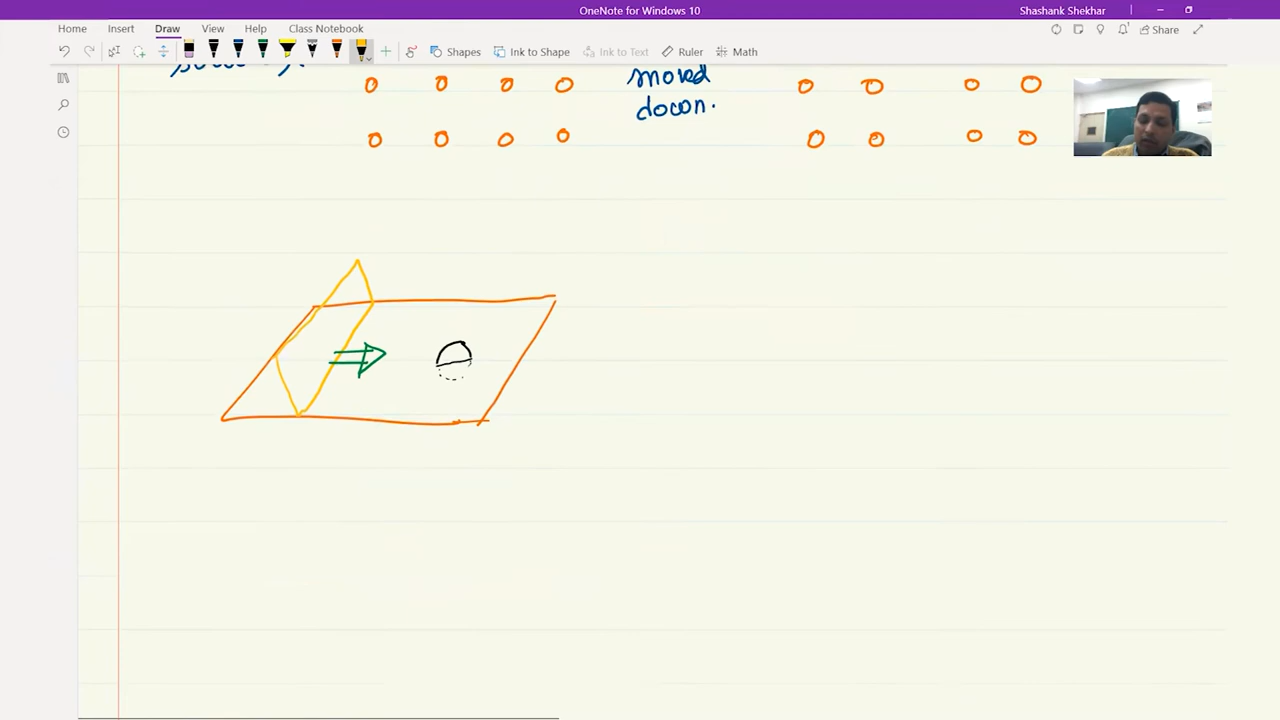 OneNote for Windows 10
Shashank Shekhar
Home Insert Draw View Help Class Notebook
Share
Shapes Ink to Shape Ink to Text Ruler Math
moved
down.